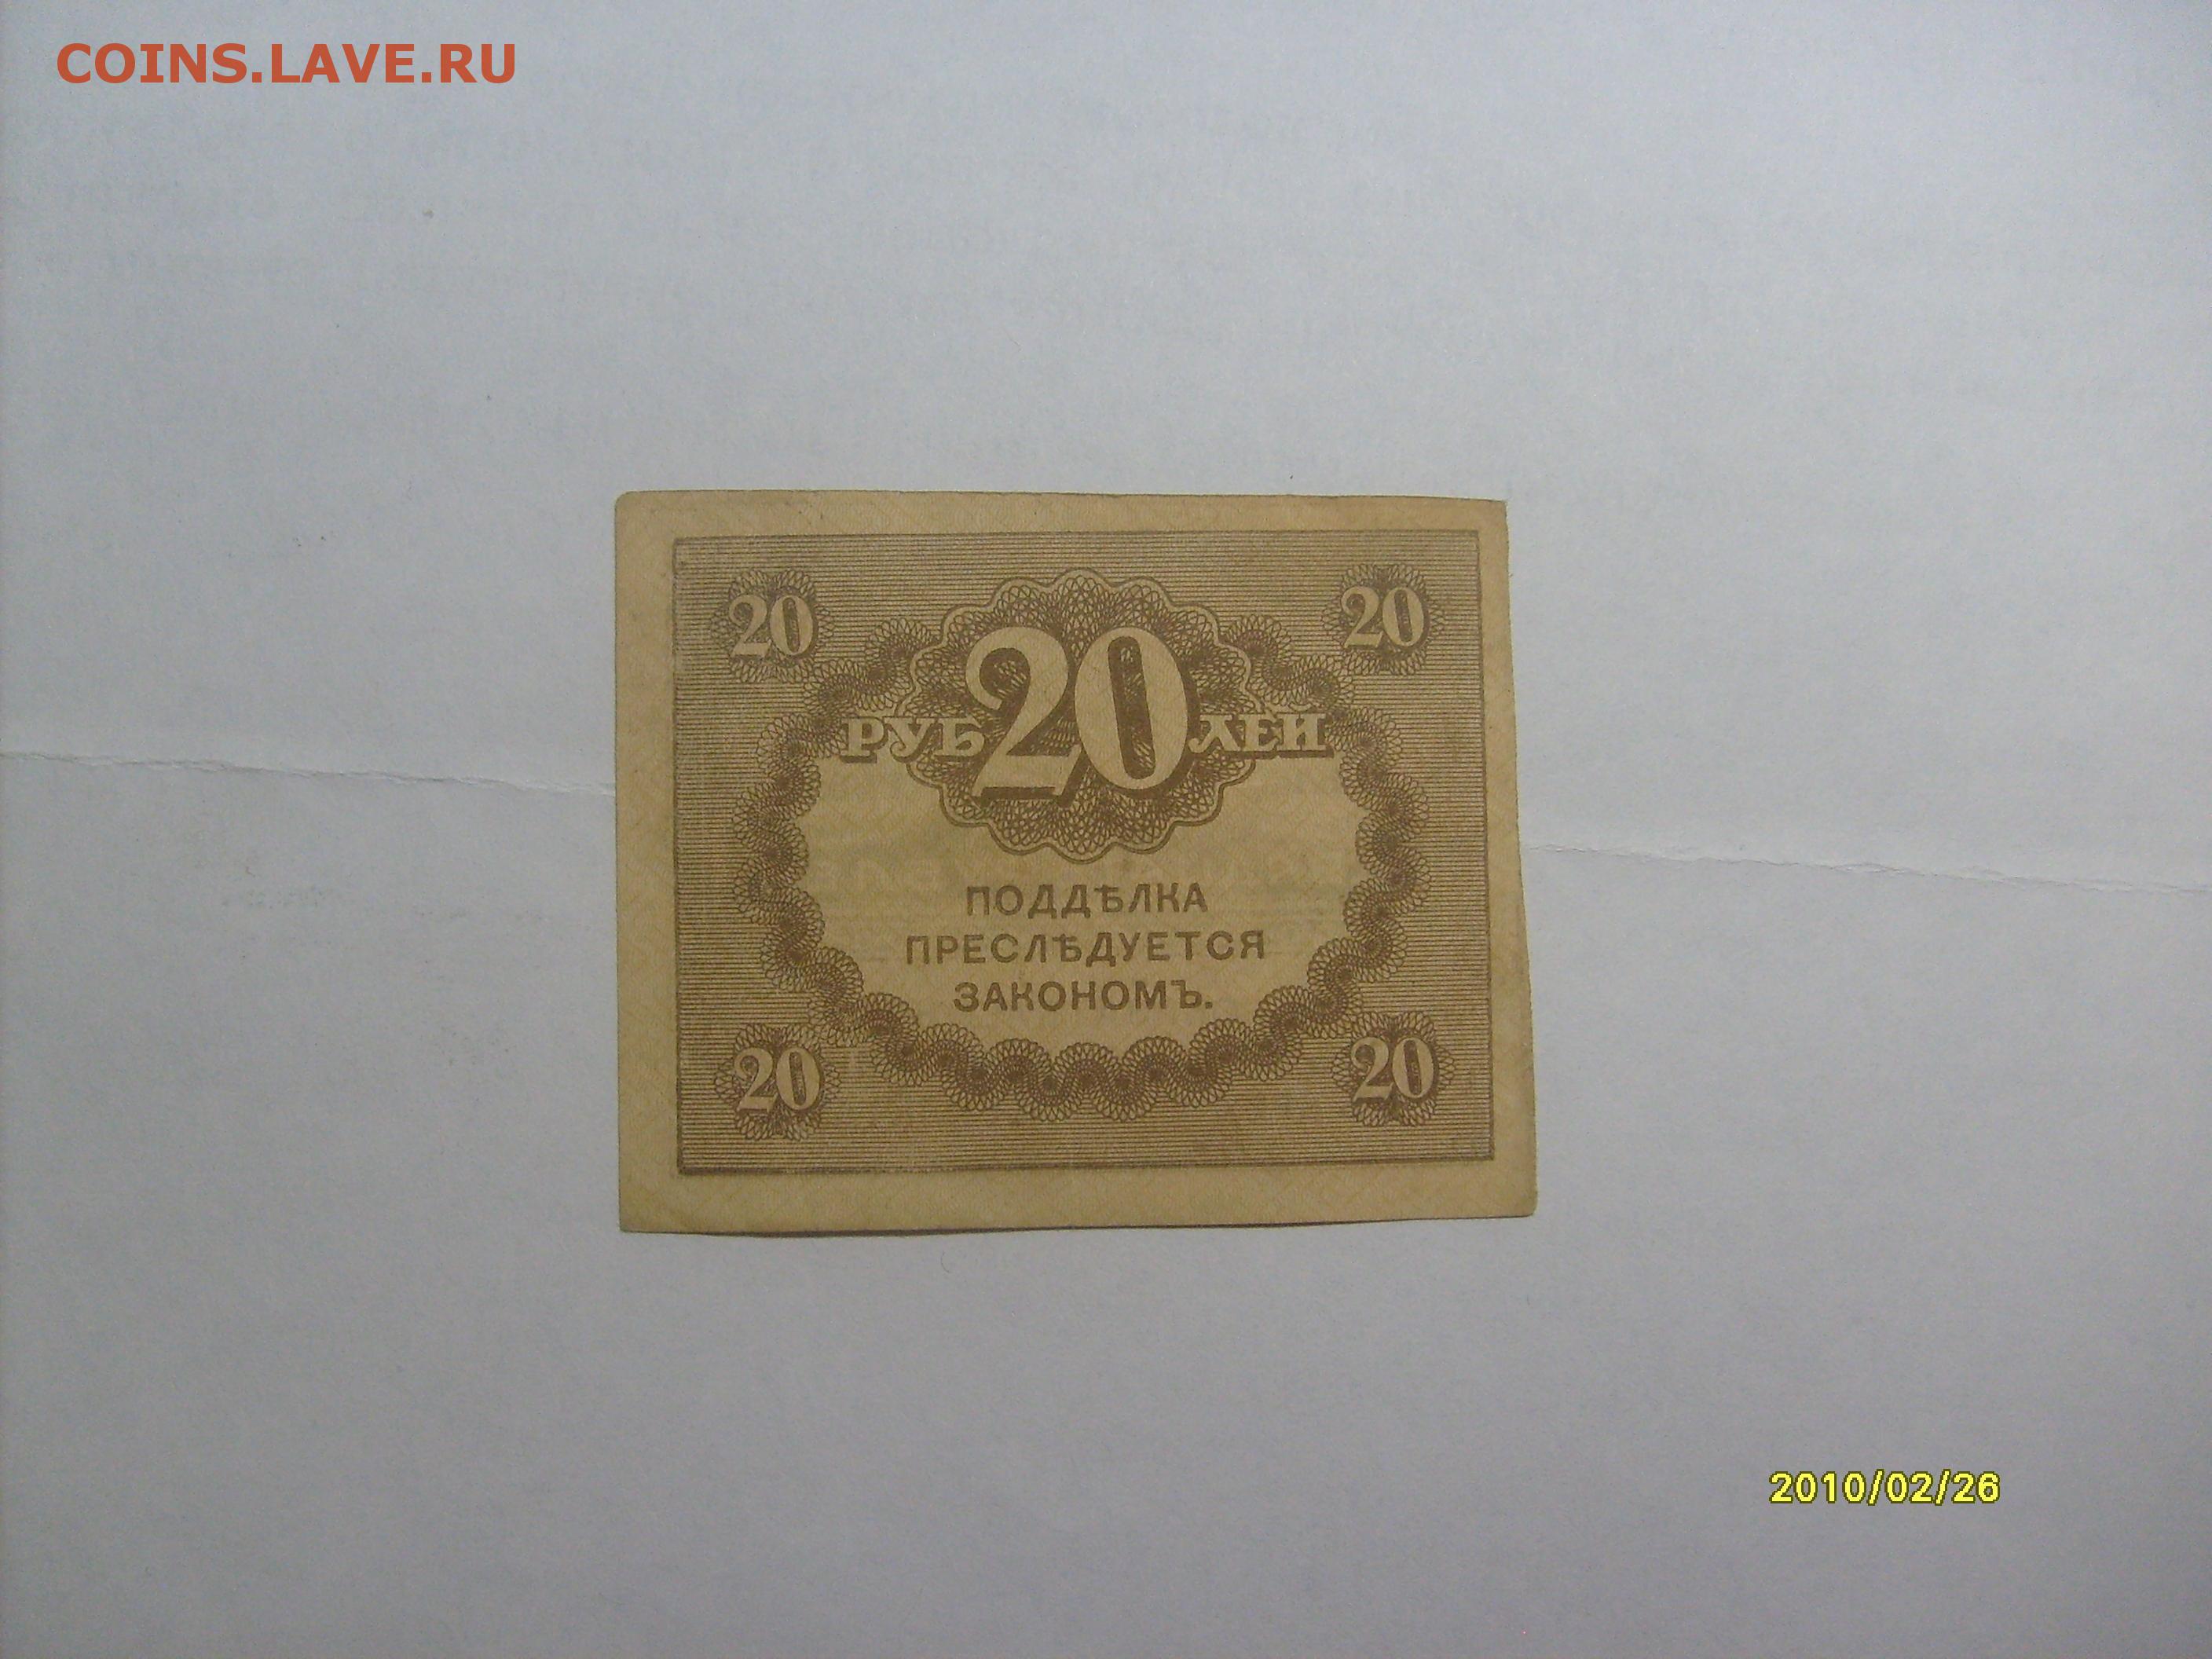 COINS.LAVE.RU
20 20
РУБ 20 ЛЕЙ
ПОДДѢЛКА
ПРЕСЛѢДУЕТСЯ
ЗАКОНОМЪ.
20 20
2010/02/26